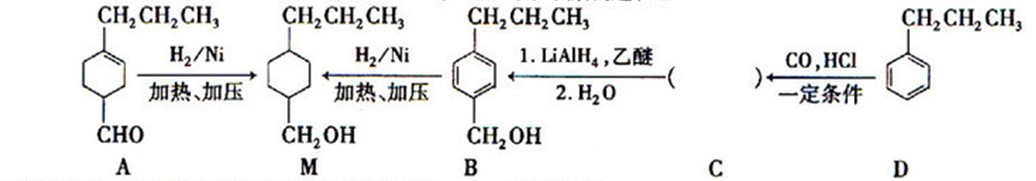 CH₂CH₂CH₃ CH₂CH₂CH₃ CH₂CH₂CH₃ CH₂CH₂CH₃
H₂/Ni H₂/Ni 1. LiAlH₄,乙醚 ( ) CO,HCl
加热、加压 加热、加压 2. H₂O 一定条件
CHO CH₂OH CH₂OH
A M B C D